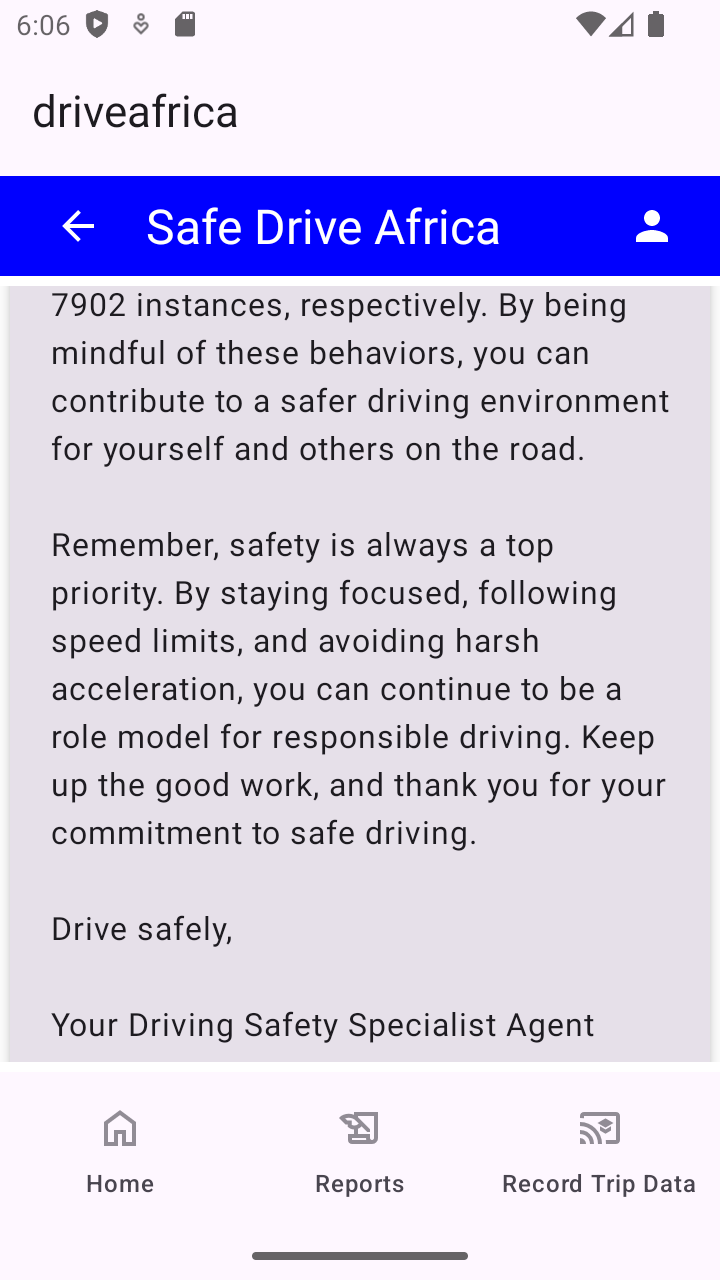 6:06
driveafrica
Safe Drive Africa
7902 instances, respectively. By being
mindful of these behaviors, you can
contribute to a safer driving environment
for yourself and others on the road.
Remember, safety is always a top
priority. By staying focused, following
speed limits, and avoiding harsh
acceleration, you can continue to be a
role model for responsible driving. Keep
up the good work, and thank you for your
commitment to safe driving.
Drive safely,
Your Driving Safety Specialist Agent
Home
Reports
Record Trip Data